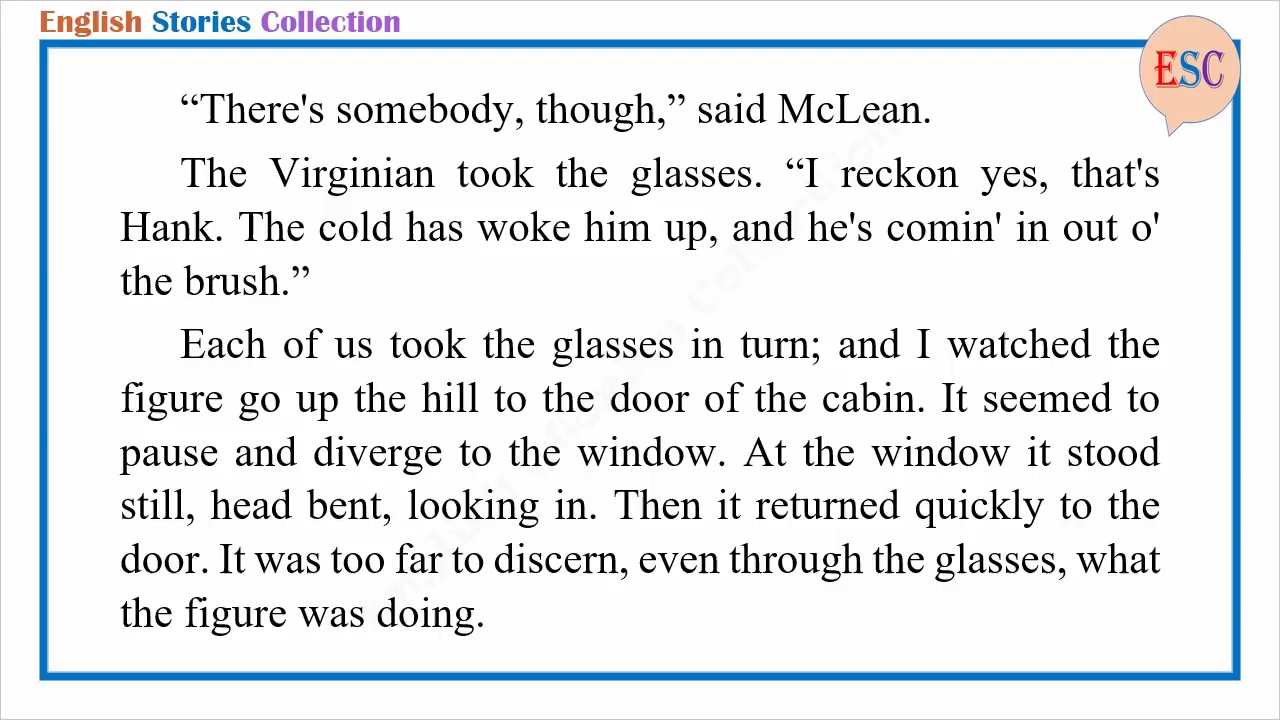 English Stories Collection
ESC
“There's somebody, though,” said McLean.
The Virginian took the glasses. “I reckon yes, that's
Hank. The cold has woke him up, and he's comin' in out o'
the brush.”
Each of us took the glasses in turn; and I watched the
figure go up the hill to the door of the cabin. It seemed to
pause and diverge to the window. At the window it stood
still, head bent, looking in. Then it returned quickly to the
door. It was too far to discern, even through the glasses, what
the figure was doing.